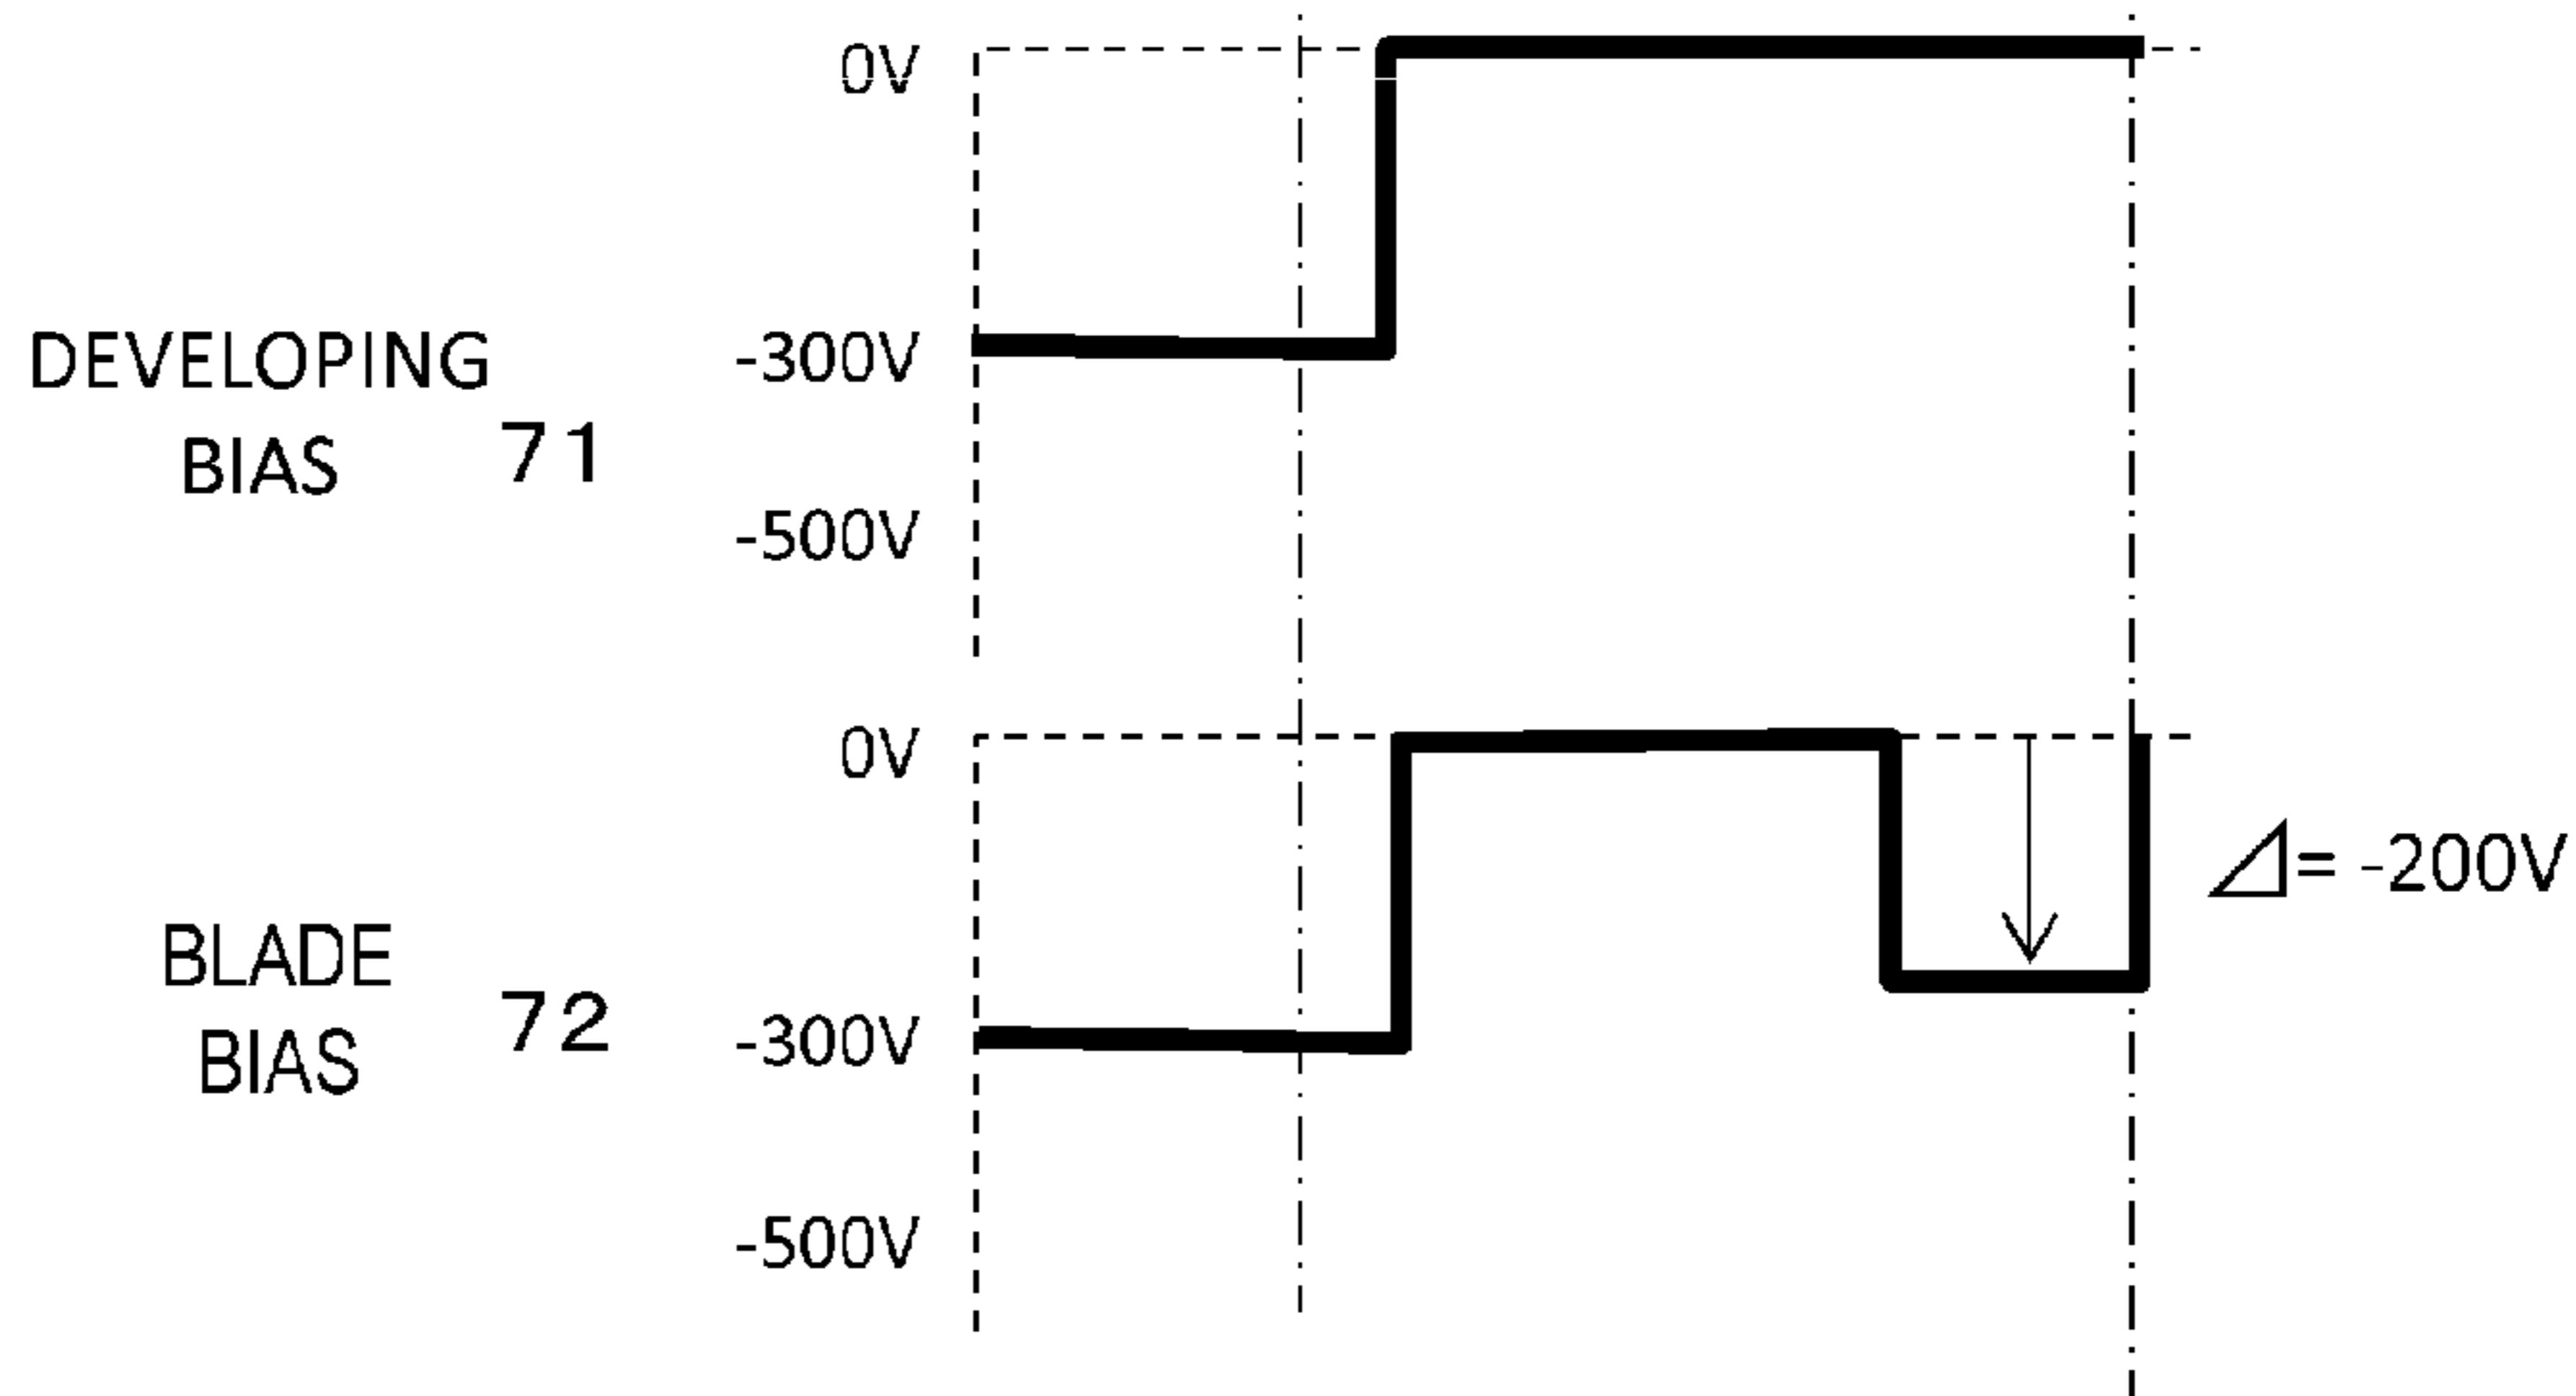 0V
-300V
DEVELOPING
BIAS 71
-500V
0V
⊿= -200V
BLADE
BIAS 72
-300V
-500V